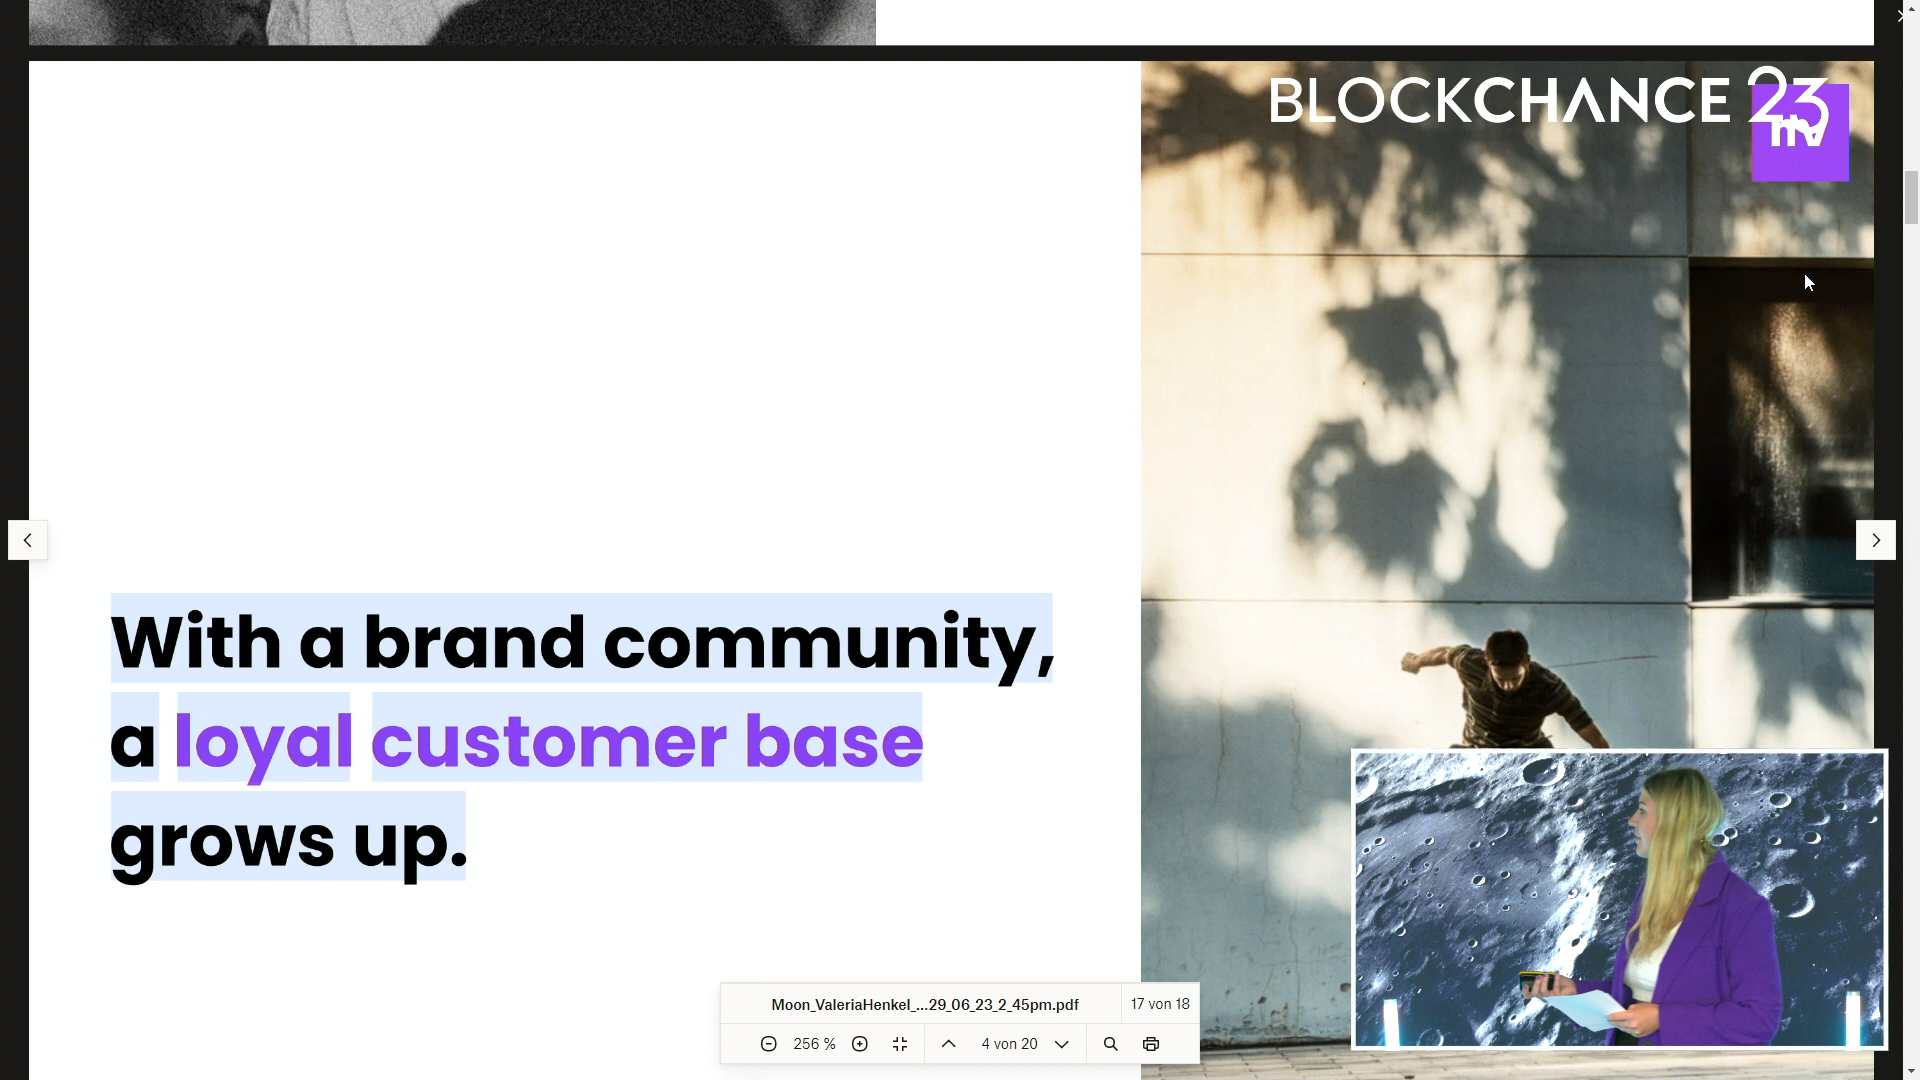 BLOCKCHANCE 23
mv
With a brand community,
a loyal customer base
grows up.
Moon_ValeriaHenkel_...29_06_23_2_45pm.pdf
17 von 18
256 %
4 von 20